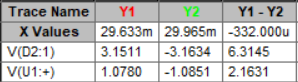 Trace Name Y1 Y2 Y1 - Y2
X Values 29.633m 29.965m -332.000u
V(D2:1) 3.1511 -3.1634 6.3145
V(U1:+) 1.0780 -1.0851 2.1631